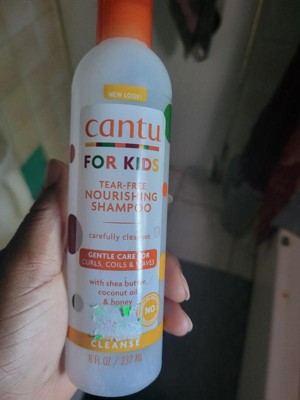 NEW LOOK!
cantu
FOR KIDS
TEAR-FREE
NOURISHING
SHAMPOO
carefully cleanses
GENTLE CARE FOR
CURLS, COILS & WAVES
with shea butter,
coconut oil
& honey
NO
CLEANSE
8 FL OZ / 237 mL